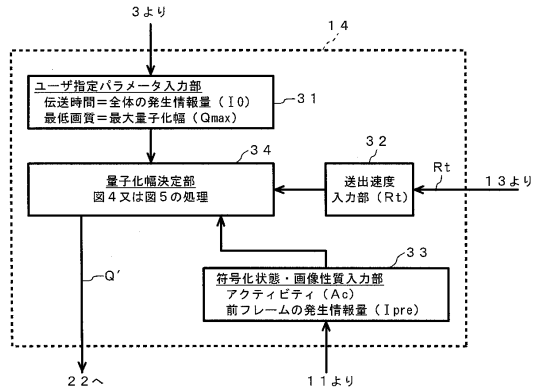 3より
14
ユーザ指定パラメータ入力部
伝送時間=全体の発生情報量(I0)
最低画質=最大量子化幅(Qmax)
31
34
量子化幅決定部
図4又は図5の処理
32
送出速度
入力部(Rt)
Rt
13より
33
符号化状態・画像性質入力部
アクティビティ(Ac)
前フレームの発生情報量(Ipre)
Q′
22へ
11より